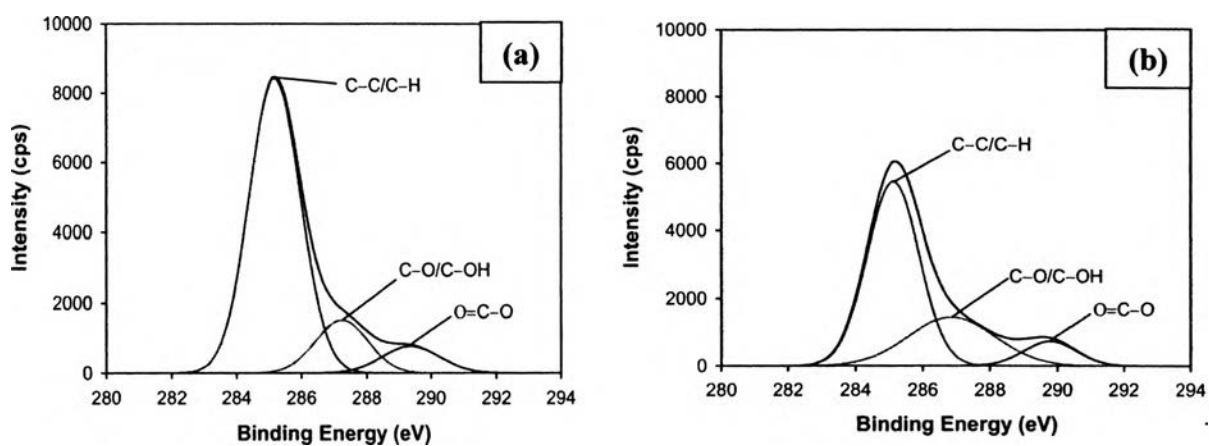 (a)
Intensity (cps)
10000
8000
6000
4000
2000
0
C–C/C–H
C–O/C–OH
O=C–O
280 282 284 286 288 290 292 294
Binding Energy (eV)
(b)
Intensity (cps)
10000
8000
6000
4000
2000
0
C–C/C–H
C–O/C–OH
O=C–O
280 282 284 286 288 290 292 294
Binding Energy (eV)